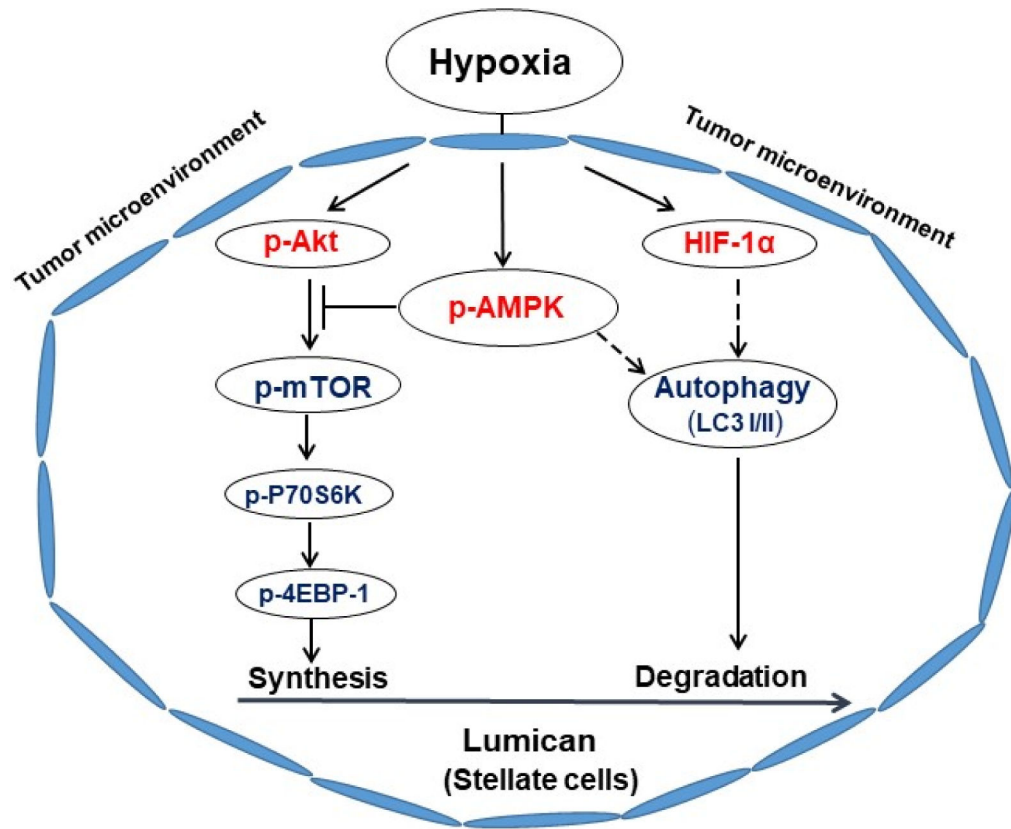 Hypoxia
Tumor microenvironment
Tumor microenvironment
p-Akt
HIF-1α
p-AMPK
p-mTOR
Autophagy
(LC3 I/II)
p-P70S6K
p-4EBP-1
Synthesis
Degradation
Lumican
(Stellate cells)